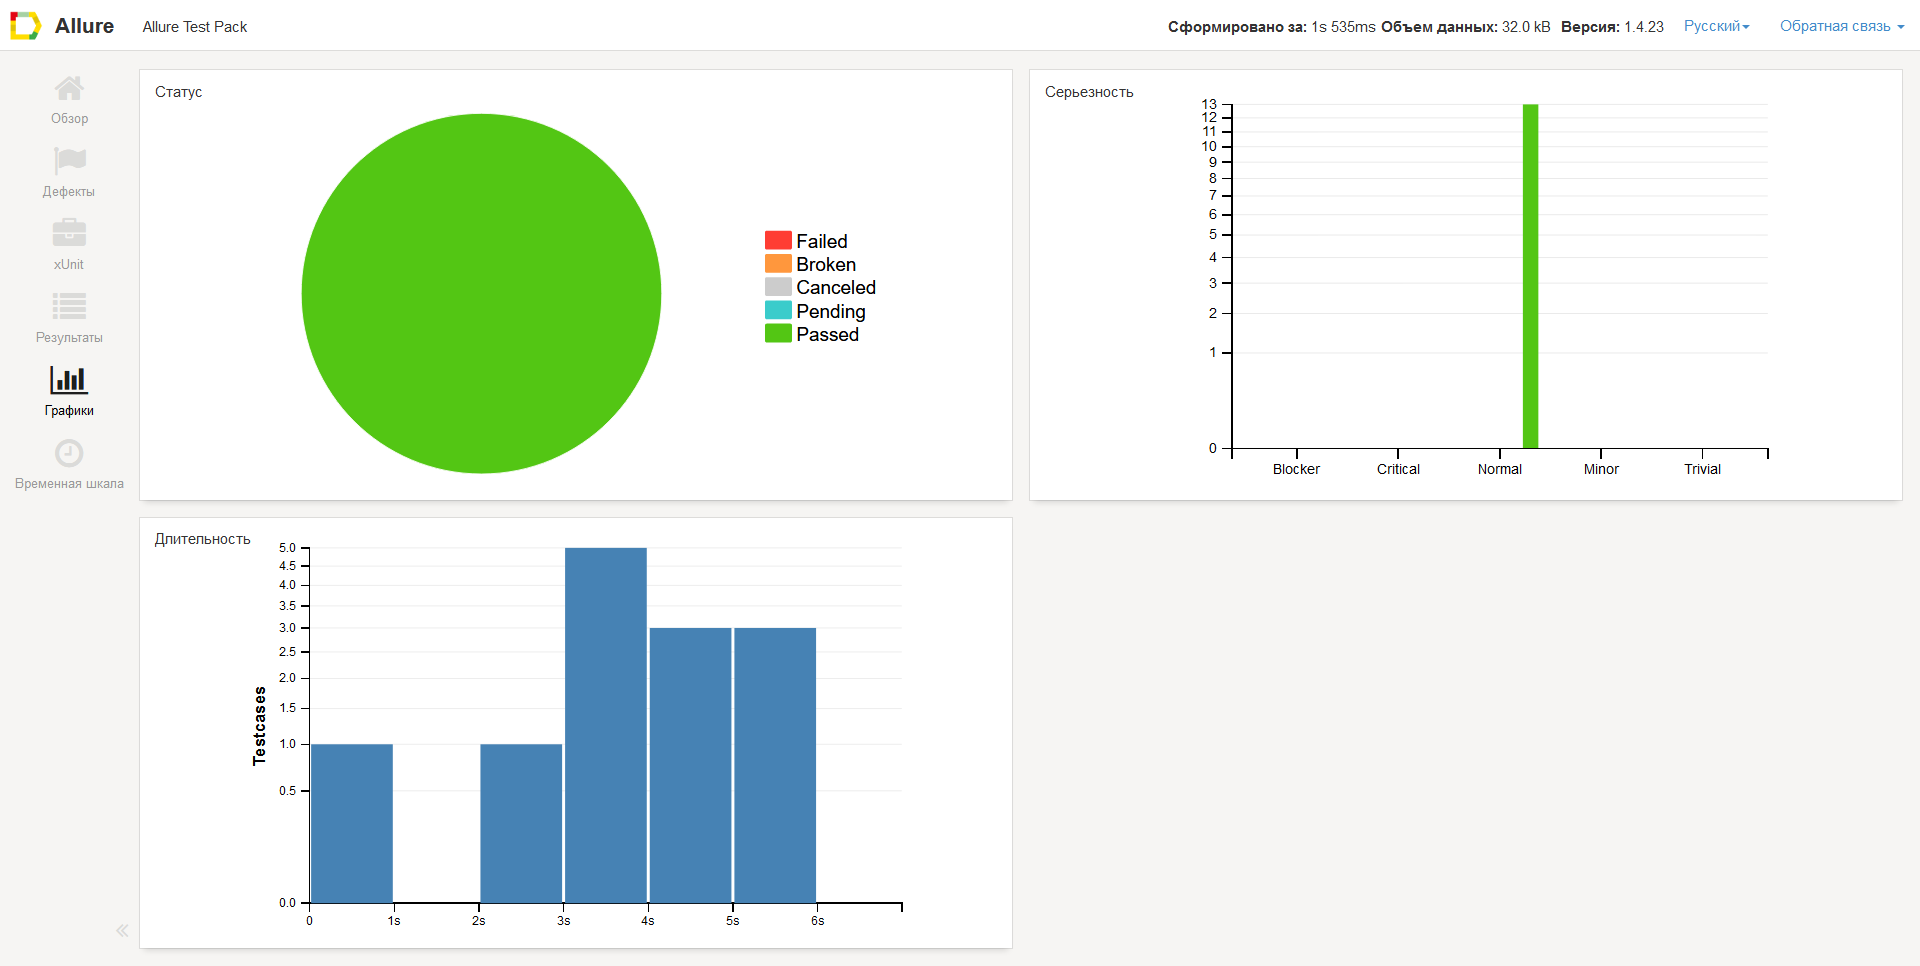 Allure
Allure Test Pack
Сформировано за: 1s 535ms Объем данных: 32.0 kB Версия: 1.4.23
Русский
Обратная связь
Обзор
Дефекты
xUnit
Результаты
Графики
Временная шкала
Статус
Failed
Broken
Canceled
Pending
Passed
Серьезность
13
12
11
10
9
8
7
6
5
4
3
2
1
0
Blocker Critical Normal Minor Trivial
Длительность
Testcases
5.0
4.5
4.0
3.5
3.0
2.5
2.0
1.5
1.0
0.5
0.0
0 1s 2s 3s 4s 5s 6s